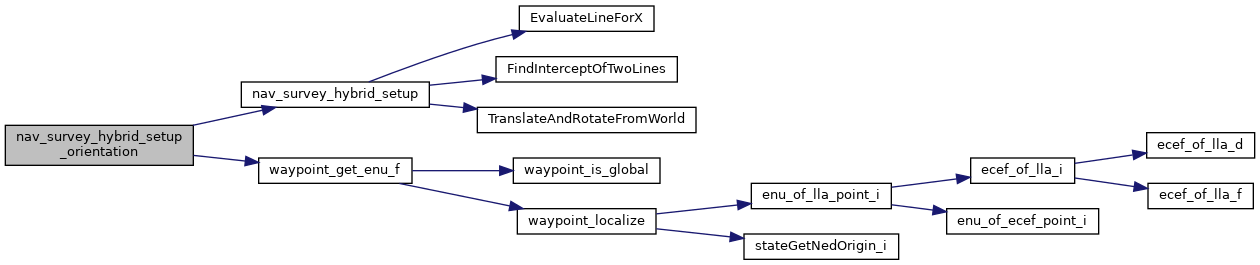 nav_survey_hybrid_setup
_orientation
nav_survey_hybrid_setup
EvaluateLineForX
FindInterceptOfTwoLines
TranslateAndRotateFromWorld
waypoint_get_enu_f
waypoint_is_global
waypoint_localize
enu_of_lla_point_i
ecef_of_lla_i
ecef_of_lla_d
ecef_of_lla_f
enu_of_ecef_point_i
stateGetNedOrigin_i